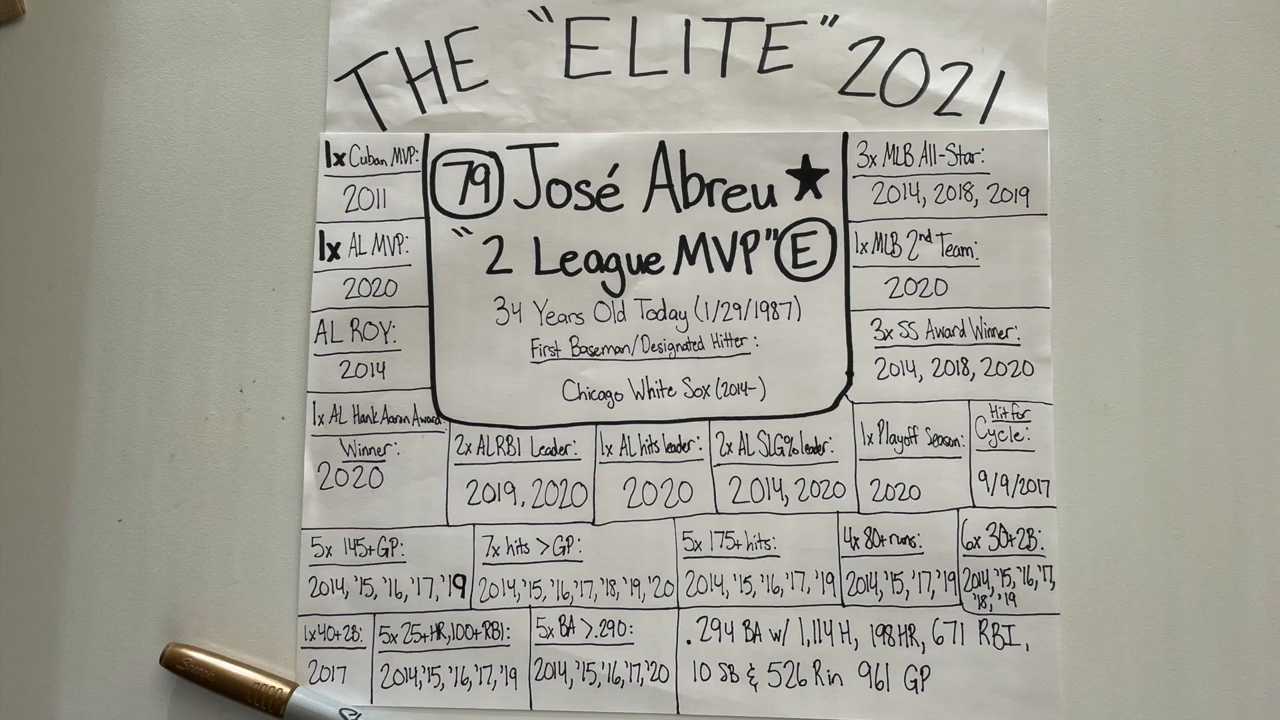 THE "ELITE" 2021
1x Cuban MVP:
2011
1x AL MVP:
2020
AL ROY:
2014
1x AL Hank Aaron Award
Winner:
2020
79 José Abreu ★
"2 League MVP" E
34 Years Old Today (1/29/1987)
First Baseman/Designated Hitter:
Chicago White Sox (2014-)
3x MLB All-Star:
2014, 2018, 2019
1x MLB 2nd Team:
2020
3x SS Award Winner:
2014, 2018, 2020
2x AL RBI Leader:
2019, 2020
1x AL hits leader:
2020
2x AL SLG% leader:
2014, 2020
1x Playoff Season:
2020
Hit for
Cycle:
9/9/2017
5x 145+GP:
2014, '15, '16, '17, '19
7x hits >GP:
2014, '15, '16, '17, '18, '19, '20
5x 175+ hits:
2014, '15, '16, '17, '19
4x 80+ runs:
2014, '15, '17, '19
6x 30+2B:
2014, '15, '16, '17,
'18, '19
1x 40+2B:
2017
5x 25+HR, 100+RBI:
2014, '15, '16, '17, '19
5x BA >.290:
2014, '15, '16, '17, '20
.294 BA w/ 1,114 H, 198 HR, 671 RBI,
10 SB & 526 R in 961 GP